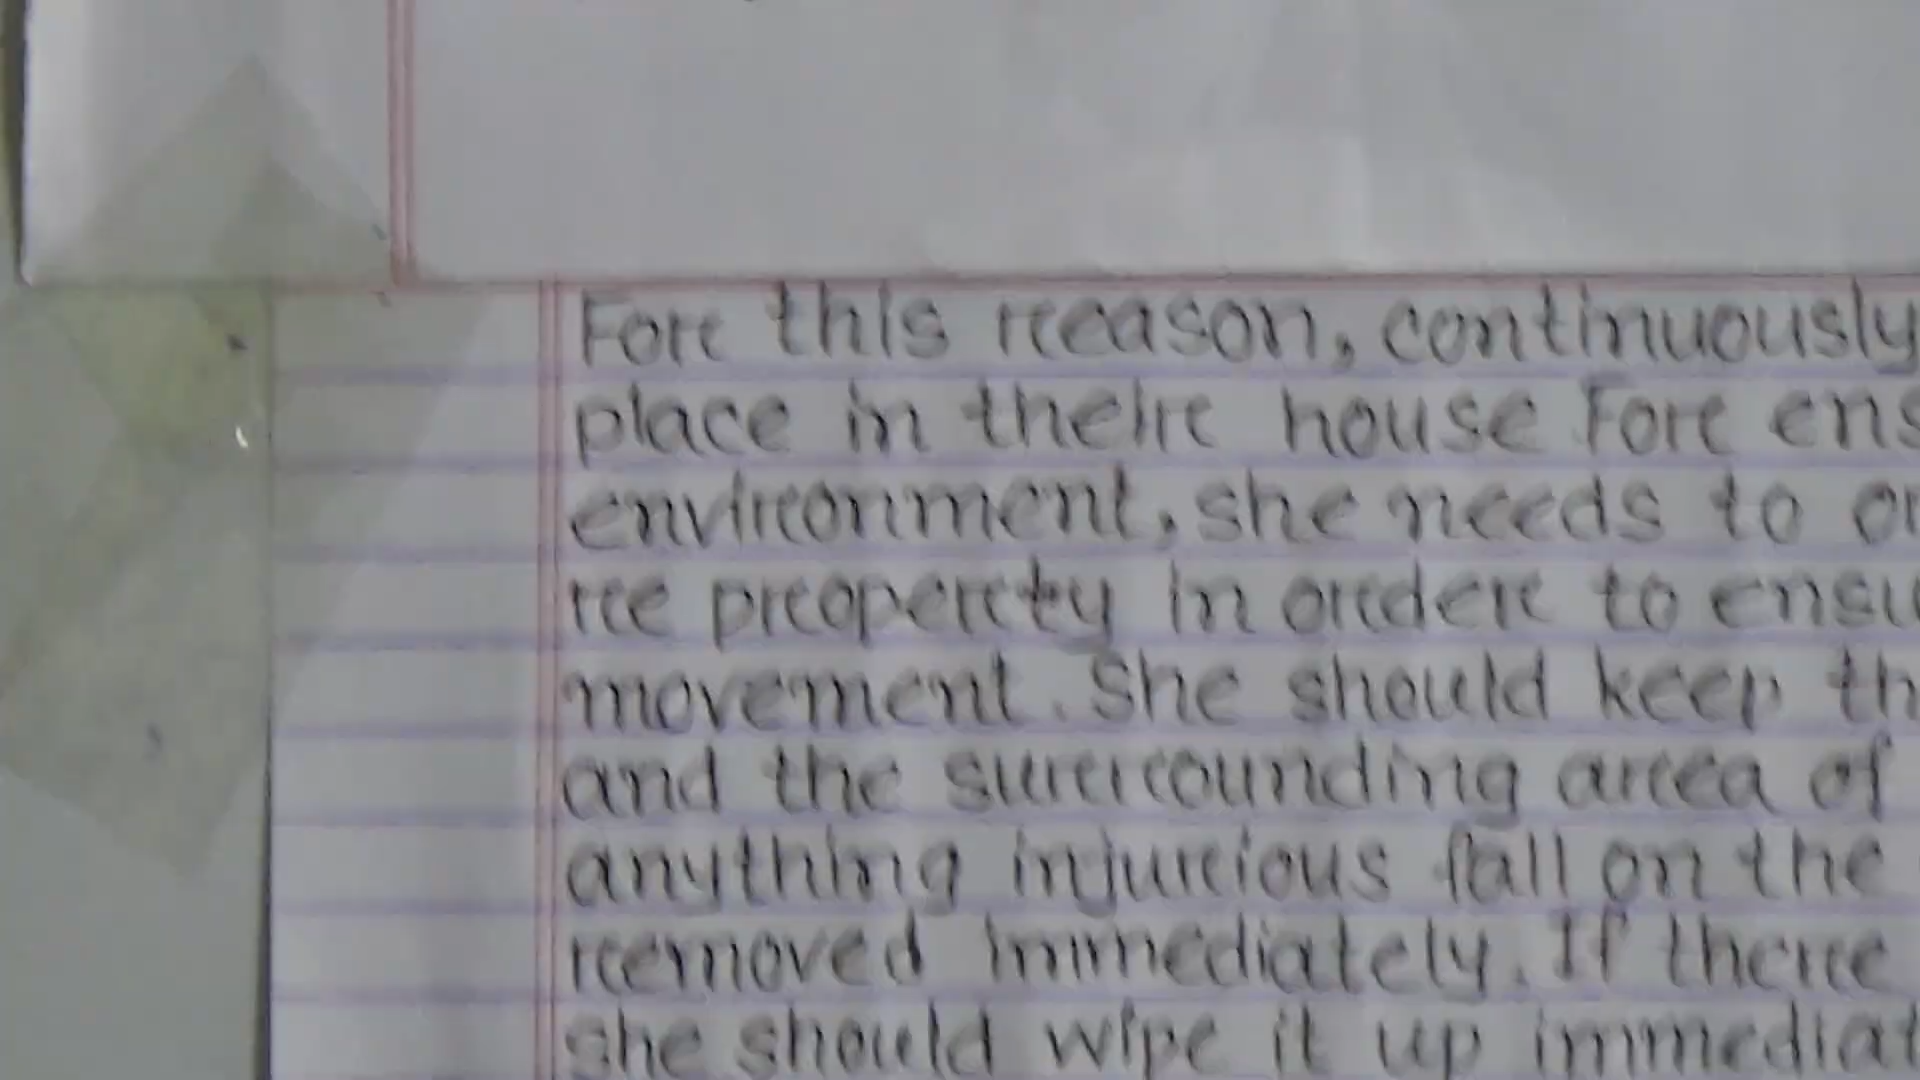 For this reason, continuously
place in their house For ens
environment, she needs to or
re property in order to ensu
movement. She should keep th
and the surrounding area of
anything injurious fall on the
removed immediately. If there
she should wipe it up immediat